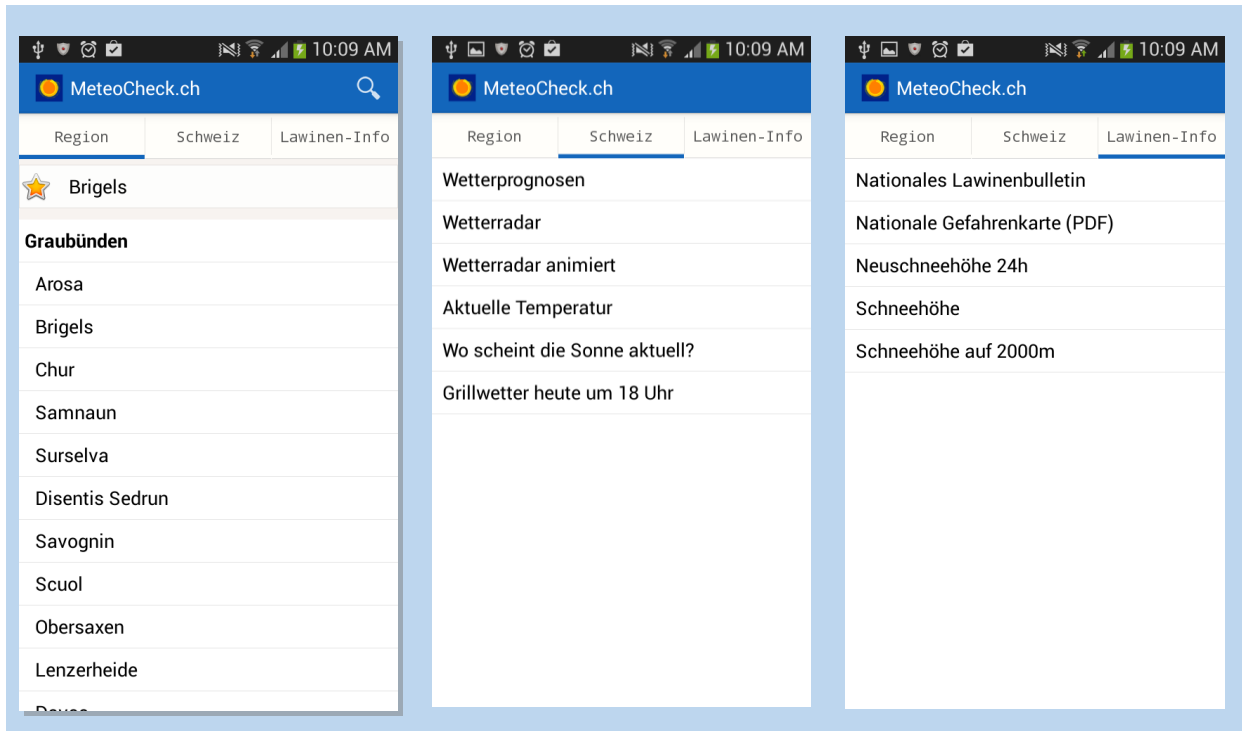 10:09 AM
MeteoCheck.ch
Region Schweiz Lawinen-Info
Brigels
Graubünden
Arosa
Brigels
Chur
Samnaun
Surselva
Disentis Sedrun
Savognin
Scuol
Obersaxen
Lenzerheide
10:09 AM
MeteoCheck.ch
Region Schweiz Lawinen-Info
Wetterprognosen
Wetterradar
Wetterradar animiert
Aktuelle Temperatur
Wo scheint die Sonne aktuell?
Grillwetter heute um 18 Uhr
10:09 AM
MeteoCheck.ch
Region Schweiz Lawinen-Info
Nationales Lawinenbulletin
Nationale Gefahrenkarte (PDF)
Neuschneehöhe 24h
Schneehöhe
Schneehöhe auf 2000m